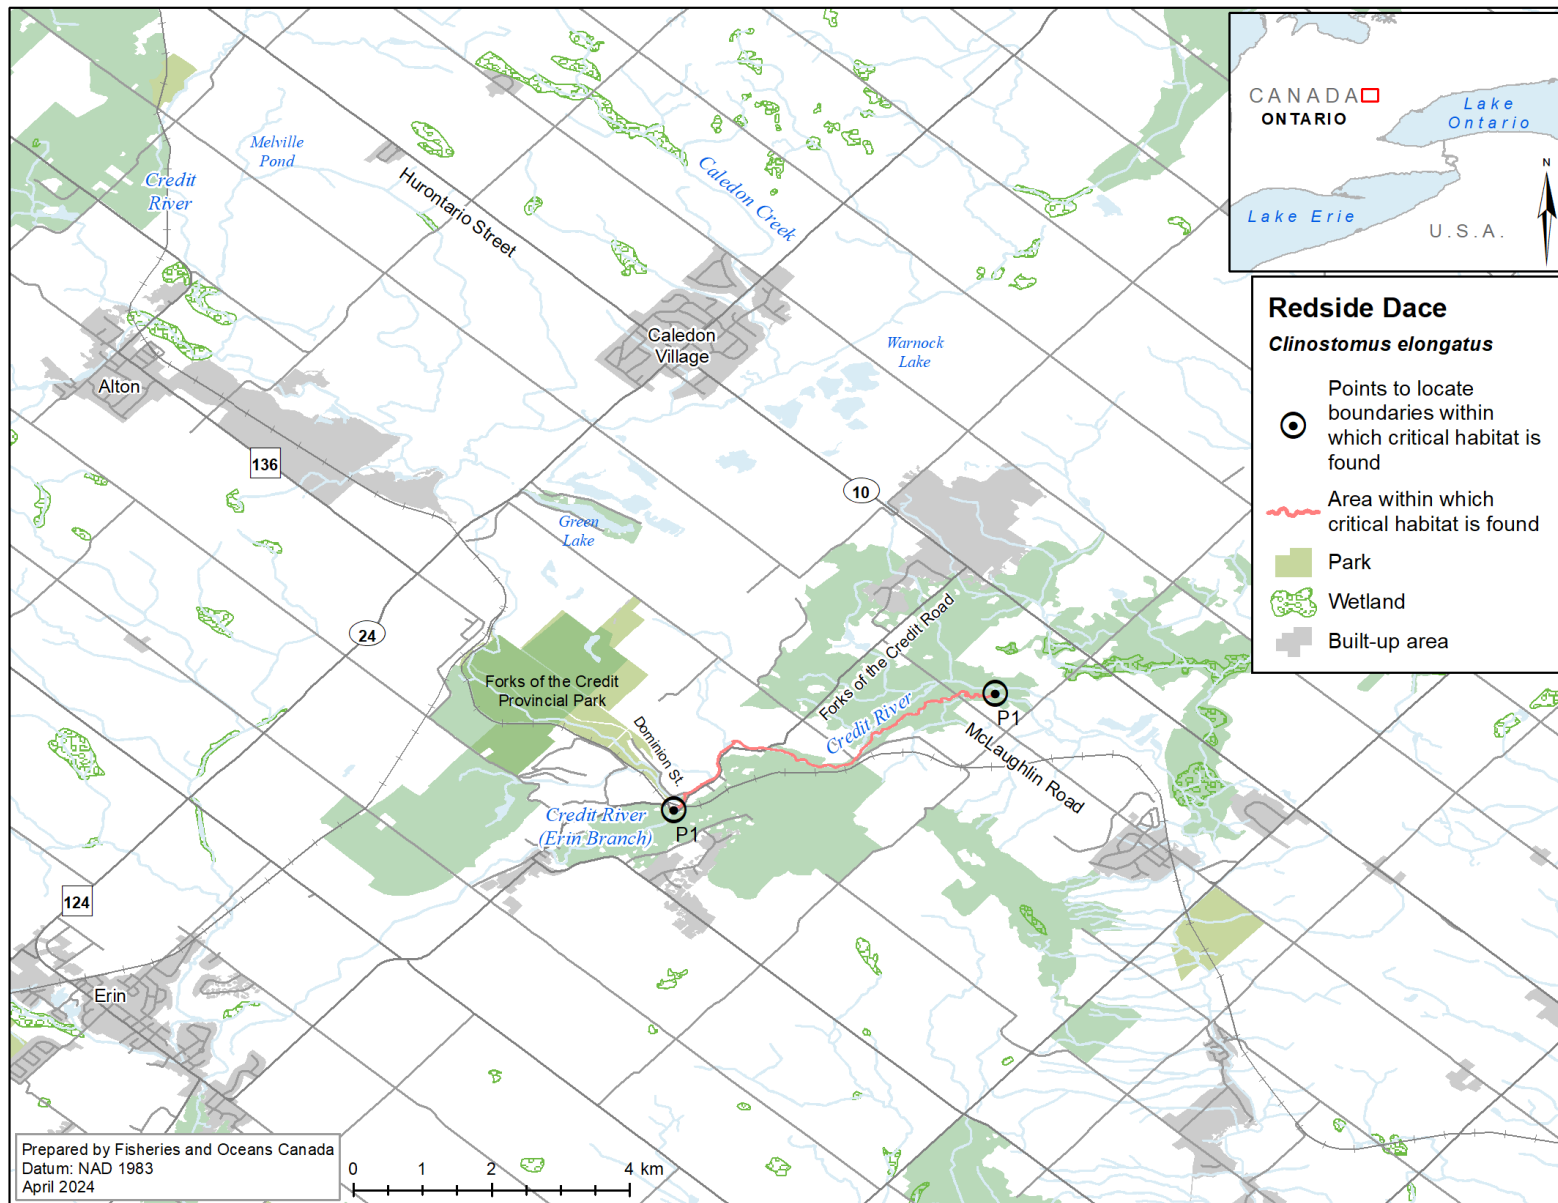 CANADA
ONTARIO
Lake
Ontario
Lake Erie
U.S.A.
N
Redside Dace
Clinostomus elongatus
Points to locate
boundaries within
which critical habitat is
found
Area within which
critical habitat is found
Park
Wetland
Built-up area
Melville
Pond
Credit
River
Hurontario Street
Caledon Creek
Caledon
Village
Warnock
Lake
Alton
136
10
Green
Lake
24
Forks of the Credit
Provincial Park
Forks of the Credit Road
Dominion St.
Credit River
P1
McLaughlin Road
Credit River
(Erin Branch)
P1
124
Erin
Prepared by Fisheries and Oceans Canada
Datum: NAD 1983
April 2024
0 1 2 4 km